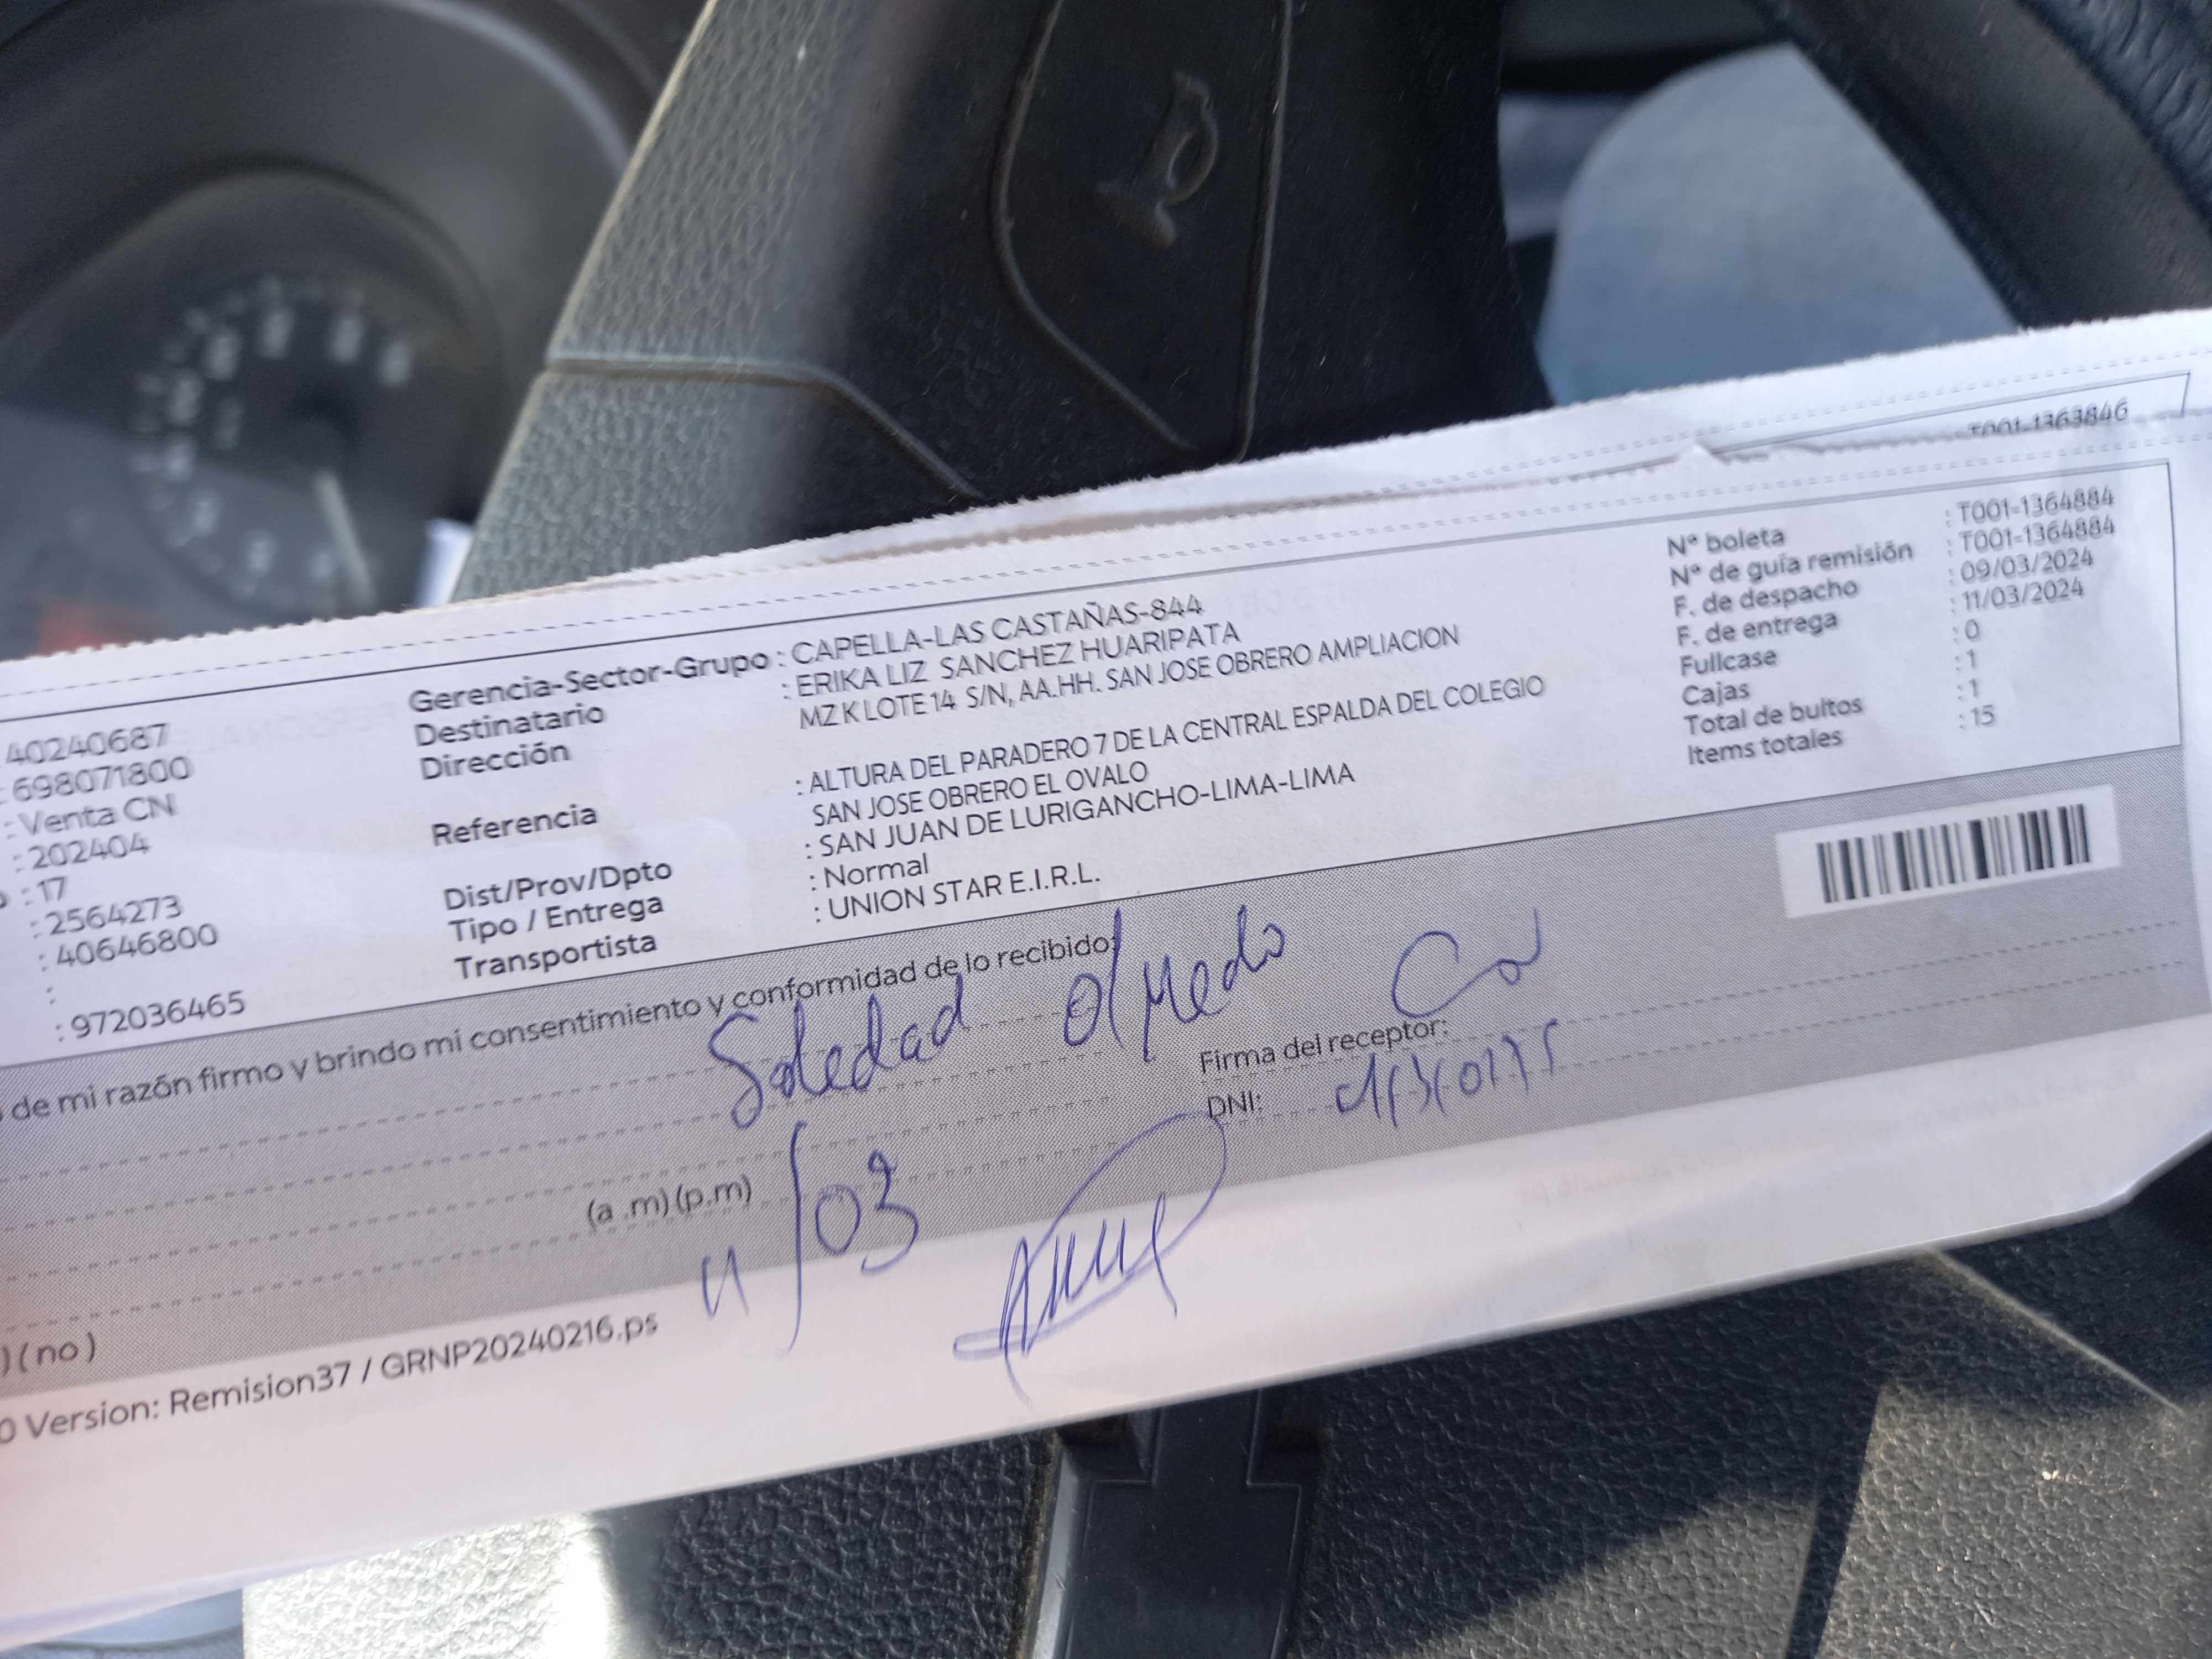 T001-1363846
40240687
: 698071800
: Venta CN
: 202404
: 17
: 2564273
: 40646800
:
: 972036465
Gerencia-Sector-Grupo : CAPELLA-LAS CASTAÑAS-844
Destinatario : ERIKA LIZ SANCHEZ HUARIPATA
Dirección MZ K LOTE 14 S/N, AA.HH. SAN JOSE OBRERO AMPLIACION
Referencia : ALTURA DEL PARADERO 7 DE LA CENTRAL ESPALDA DEL COLEGIO
SAN JOSE OBRERO EL OVALO
Dist/Prov/Dpto : SAN JUAN DE LURIGANCHO-LIMA-LIMA
Tipo / Entrega : Normal
Transportista : UNION STAR E.I.R.L.
Nª boleta : T001-1364884
Nª de guía remisión : T001-1364884
F. de despacho : 09/03/2024
F. de entrega : 11/03/2024
Fullcase : 0
Cajas : 1
Total de bultos : 1
Items totales : 15
de mi razón firmo y brindo mi consentimiento y conformidad de lo recibido:
Soledad Olmedo
Firma del receptor:
DNI:
(a .m) (p.m)
11/03
) ( no )
0 Version: Remision37 / GRNP20240216.ps